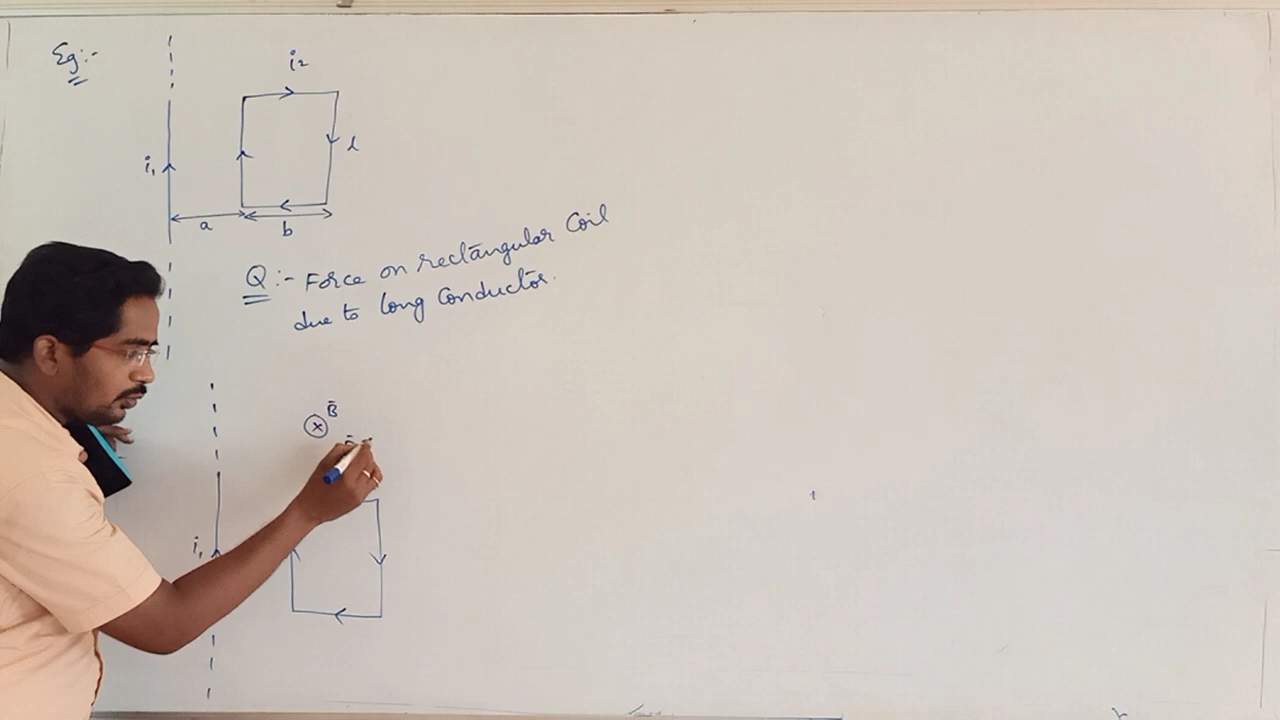 Eg:-
i2
i1
l
a
b
Q:- Force on rectangular Coil
due to long Conductor.
B̄
i1